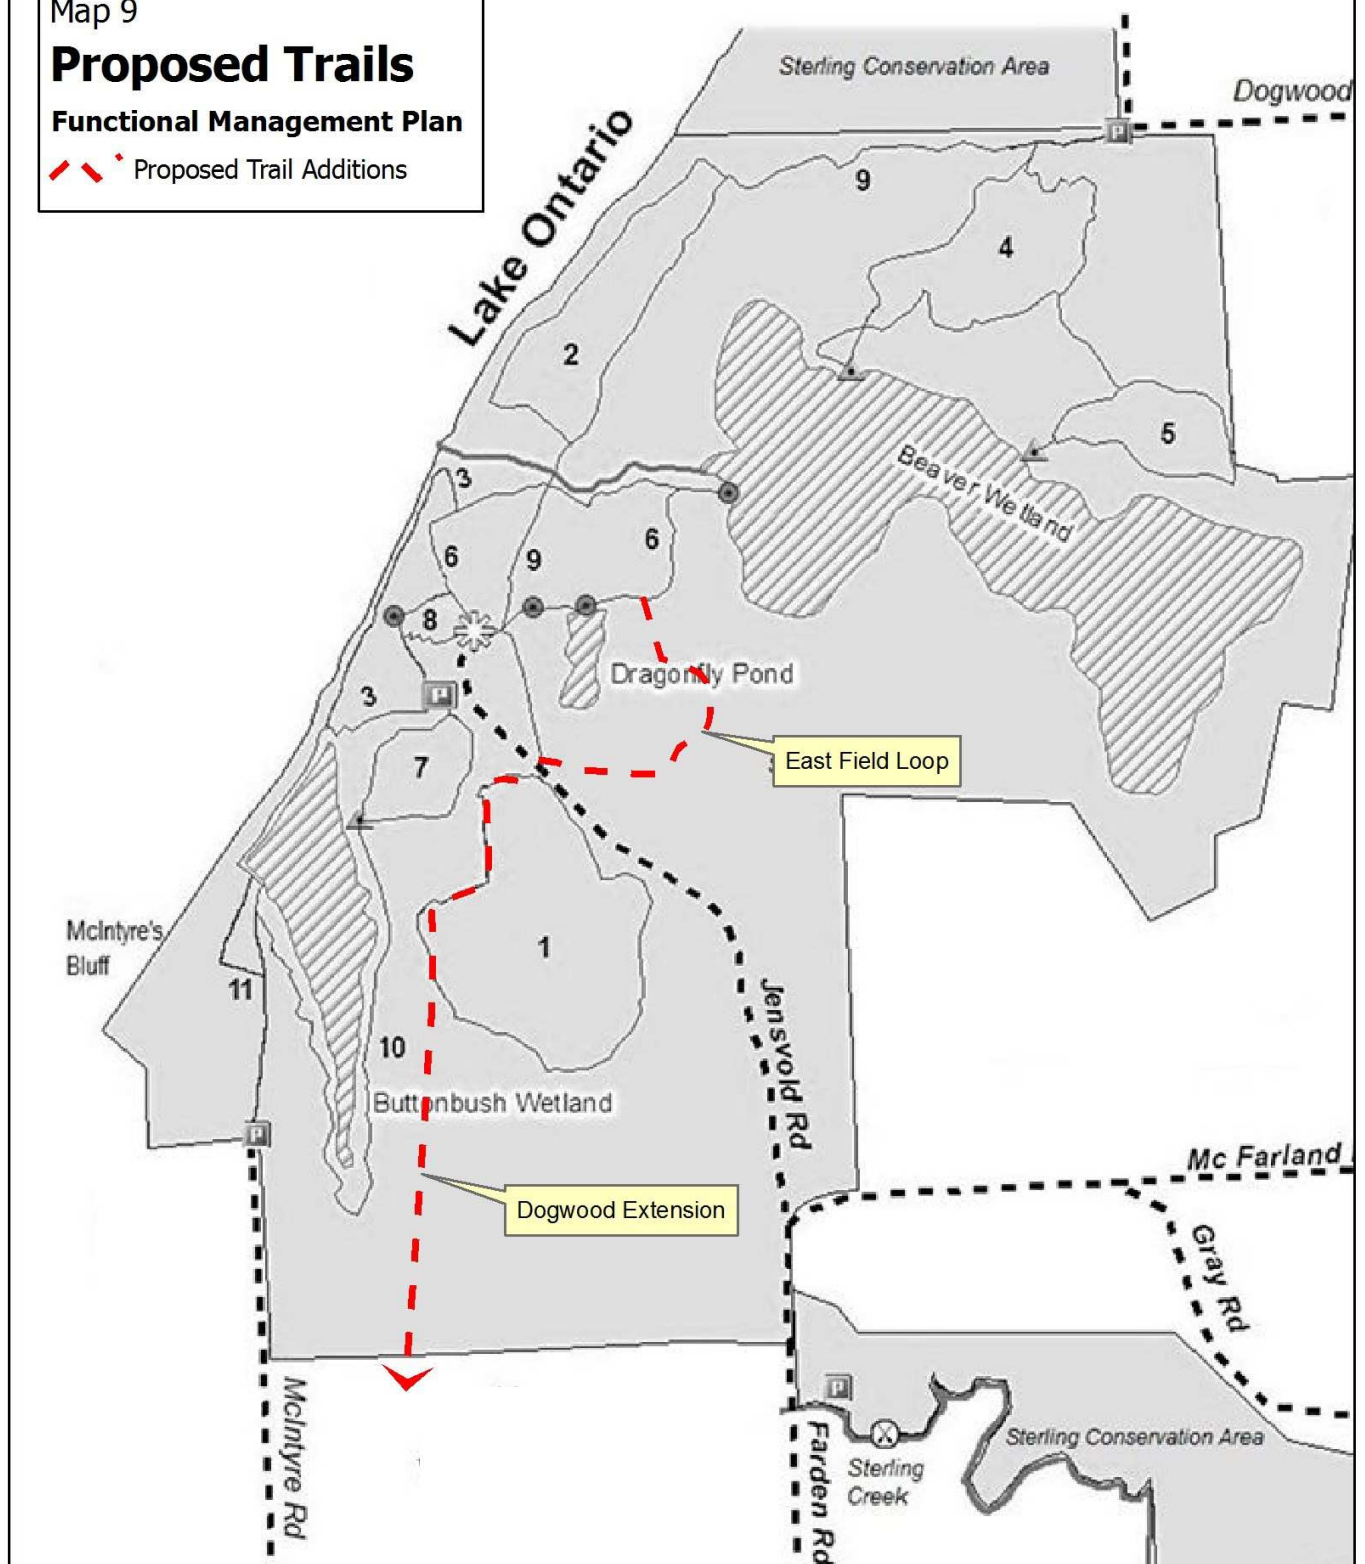 Map 9
Proposed Trails
Functional Management Plan
Proposed Trail Additions
Sterling Conservation Area
Dogwood
Lake Ontario
9
4
2
5
Beaver Wetland
3
6
9
6
8
Dragonfly Pond
3
P
P
7
East Field Loop
McIntyre's
Bluff
1
11
10
Jensvold Rd
Buttonbush Wetland
P
Mc Farland
Dogwood Extension
Gray Rd
P
McIntyre Rd
Farden Rd
Sterling
Creek
Sterling Conservation Area